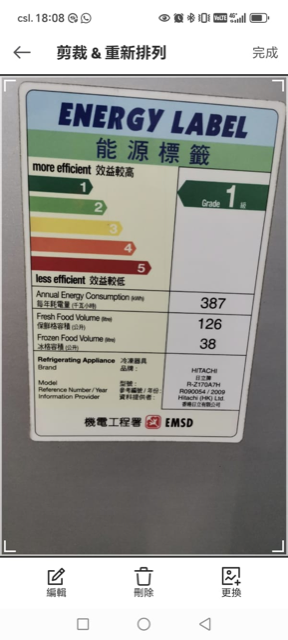 csl. 18:08
剪裁 & 重新排列
完成
ENERGY LABEL
能源標籤
more efficient 效益較高
1
2
3
4
5
less efficient 效益較低
Grade 1 級
Annual Energy Consumption (kWh)
每年耗電量 (千瓦小時)
387
Fresh Food Volume (litre)
保鮮格容積 (公升)
126
Frozen Food Volume (litre)
冰格容積 (公升)
38
Refrigerating Appliance 冷凍器具
Brand 品牌 : HITACHI
日立牌
Model 型號 : R-Z170A7H
Reference Number / Year 參考編號 / 年份 : R090054 / 2009
Information Provider 資料提供者 : Hitachi (HK) Ltd.
機電工程署 EMSD
編輯
刪除
更換